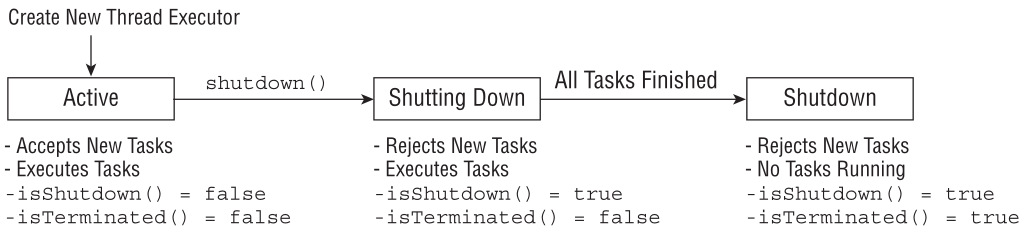 Create New Thread Executor
Active
shutdown()
Shutting Down
All Tasks Finished
Shutdown
- Accepts New Tasks
- Executes Tasks
-isShutdown() = false
-isTerminated() = false
- Rejects New Tasks
- Executes Tasks
-isShutdown() = true
-isTerminated() = false
- Rejects New Tasks
- No Tasks Running
-isShutdown() = true
-isTerminated() = true